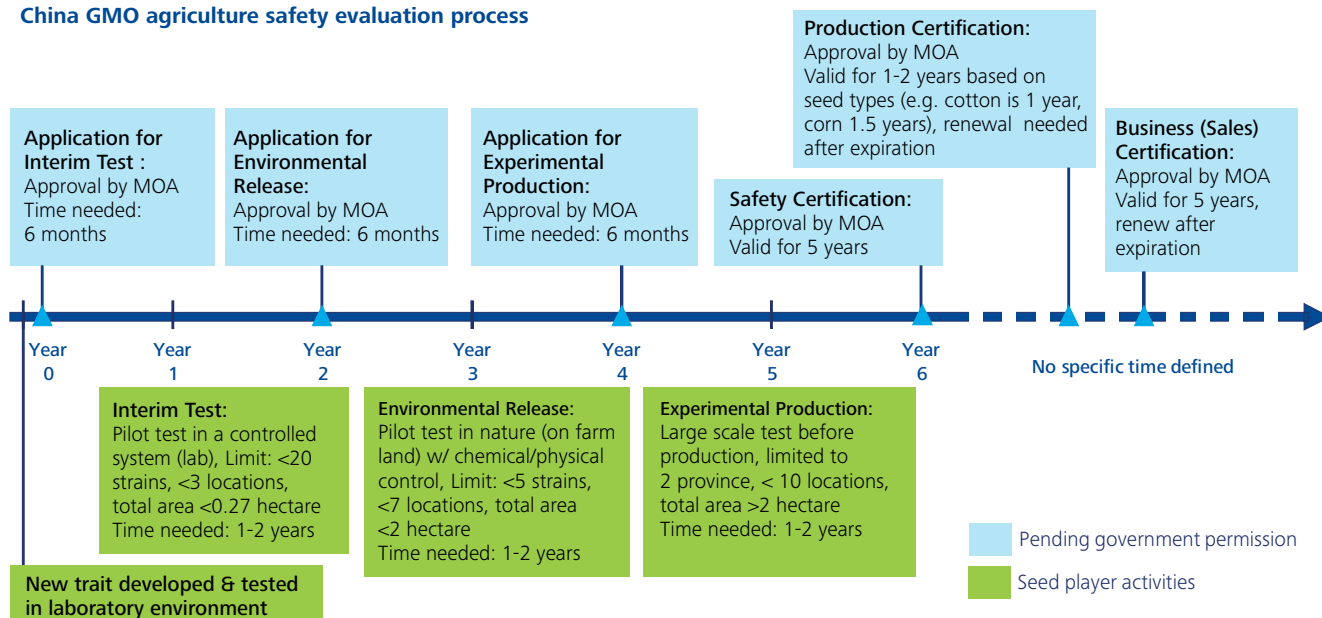 China GMO agriculture safety evaluation process
Application for
Interim Test :
Approval by MOA
Time needed:
6 months
Application for
Environmental
Release:
Approval by MOA
Time needed: 6 months
Application for
Experimental
Production:
Approval by MOA
Time needed: 6 months
Safety Certification:
Approval by MOA
Valid for 5 years
Production Certification:
Approval by MOA
Valid for 1-2 years based on
seed types (e.g. cotton is 1 year,
corn 1.5 years), renewal needed
after expiration
Business (Sales)
Certification:
Approval by MOA
Valid for 5 years,
renew after
expiration
Year
0
Year
1
Year
2
Year
3
Year
4
Year
5
Year
6
No specific time defined
Interim Test:
Pilot test in a controlled
system (lab), Limit: <20
strains, <3 locations,
total area <0.27 hectare
Time needed: 1-2 years
Environmental Release:
Pilot test in nature (on farm
land) w/ chemical/physical
control, Limit: <5 strains,
<7 locations, total area
<2 hectare
Time needed: 1-2 years
Experimental Production:
Large scale test before
production, limited to
2 province, < 10 locations,
total area >2 hectare
Time needed: 1-2 years
New trait developed & tested
in laboratory environment
Pending government permission
Seed player activities